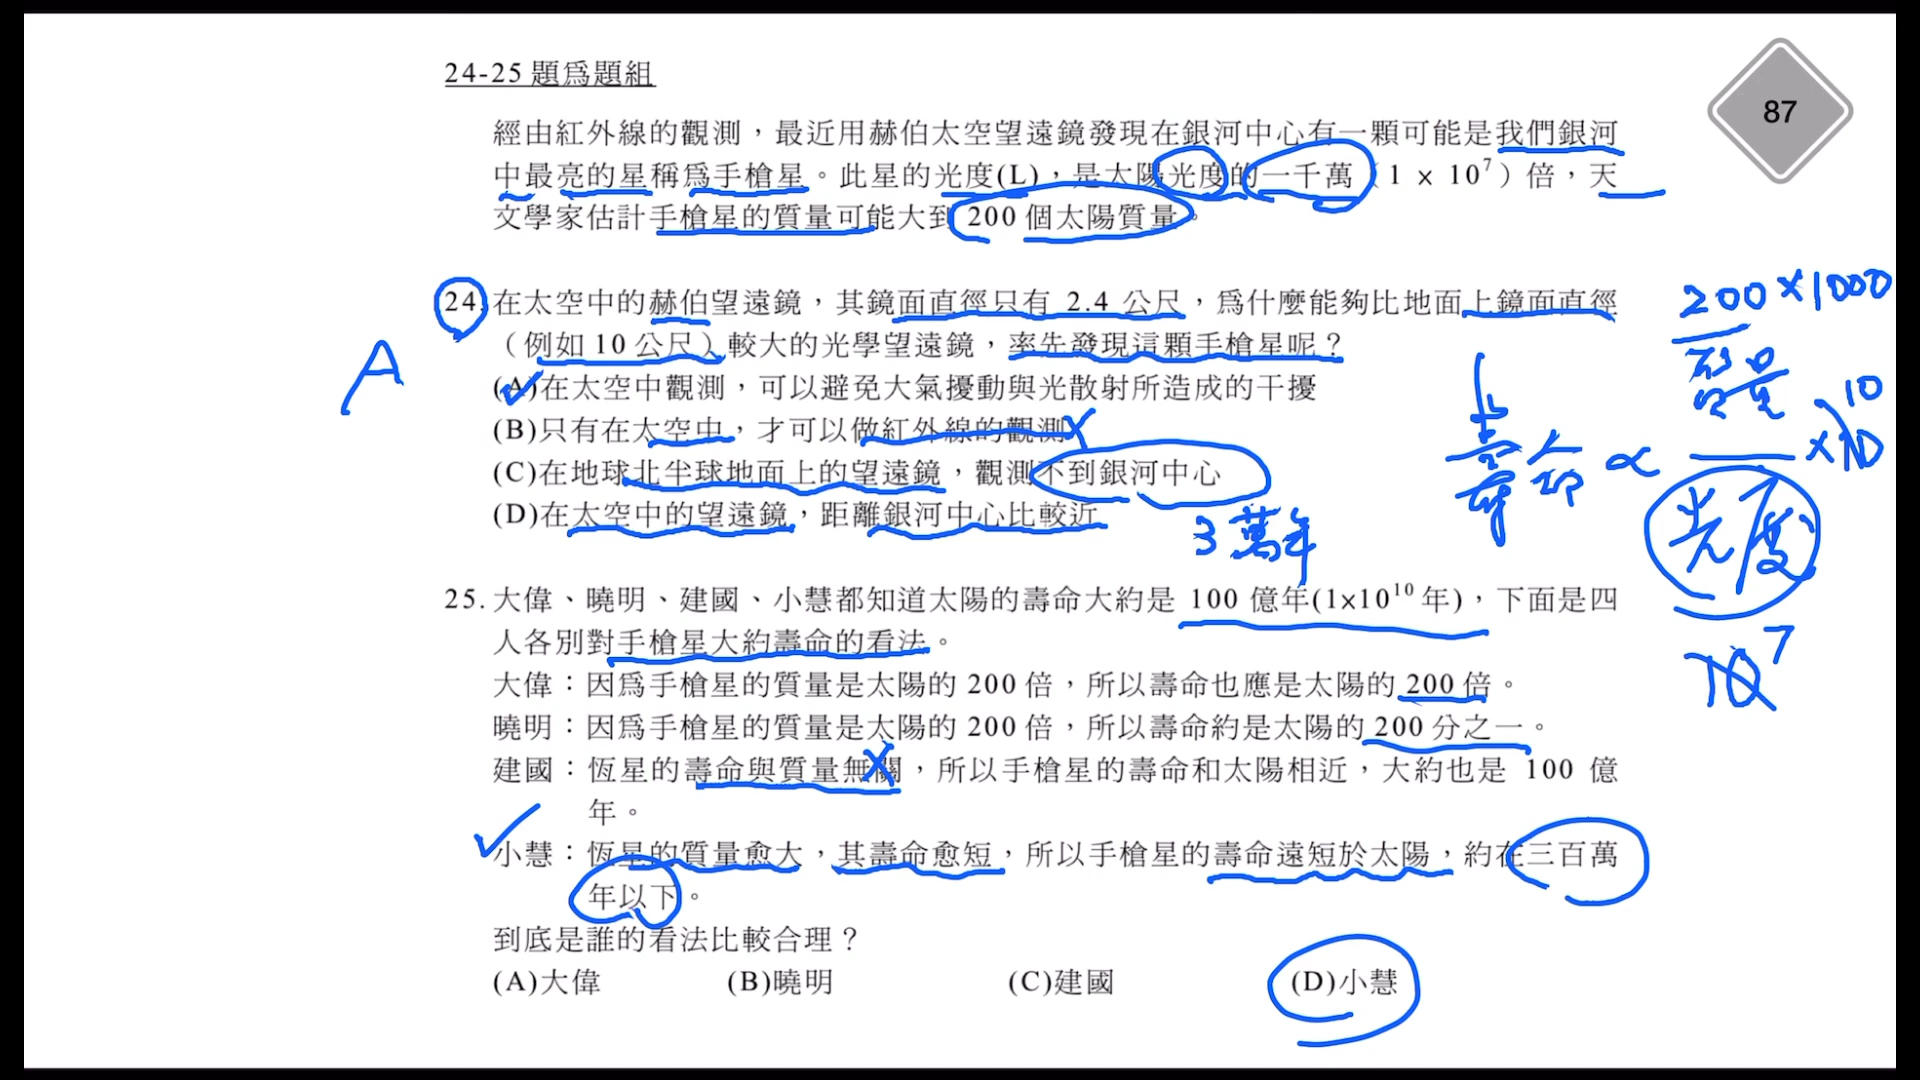 87
24-25題為題組
經由紅外線的觀測，最近用赫伯太空望遠鏡發現在銀河中心有一顆可能是我們銀河
中最亮的星稱為手槍星。此星的光度(L)，是太陽光度的一千萬（1 × 10⁷）倍，天
文學家估計手槍星的質量可能大到 200 個太陽質量。
24.在太空中的赫伯望遠鏡，其鏡面直徑只有 2.4 公尺，為什麼能夠比地面上鏡面直徑
（例如 10 公尺）較大的光學望遠鏡，率先發現這顆手槍星呢？
A
(A)在太空中觀測，可以避免大氣擾動與光散射所造成的干擾
(B)只有在太空中，才可以做紅外線的觀測
(C)在地球北半球地面上的望遠鏡，觀測不到銀河中心
(D)在太空中的望遠鏡，距離銀河中心比較近
3萬年
200×1000
質量
10
×10
壽命 ∝
光度
10⁷
25.大偉、曉明、建國、小慧都知道太陽的壽命大約是 100 億年(1×10¹⁰年)，下面是四
人各別對手槍星大約壽命的看法。
大偉：因為手槍星的質量是太陽的 200 倍，所以壽命也應是太陽的 200 倍。
曉明：因為手槍星的質量是太陽的 200 倍，所以壽命約是太陽的 200 分之一。
建國：恆星的壽命與質量無關，所以手槍星的壽命和太陽相近，大約也是 100 億
年。
小慧：恆星的質量愈大，其壽命愈短，所以手槍星的壽命遠短於太陽，約在三百萬
年以下。
到底是誰的看法比較合理？
(A)大偉 (B)曉明 (C)建國 (D)小慧